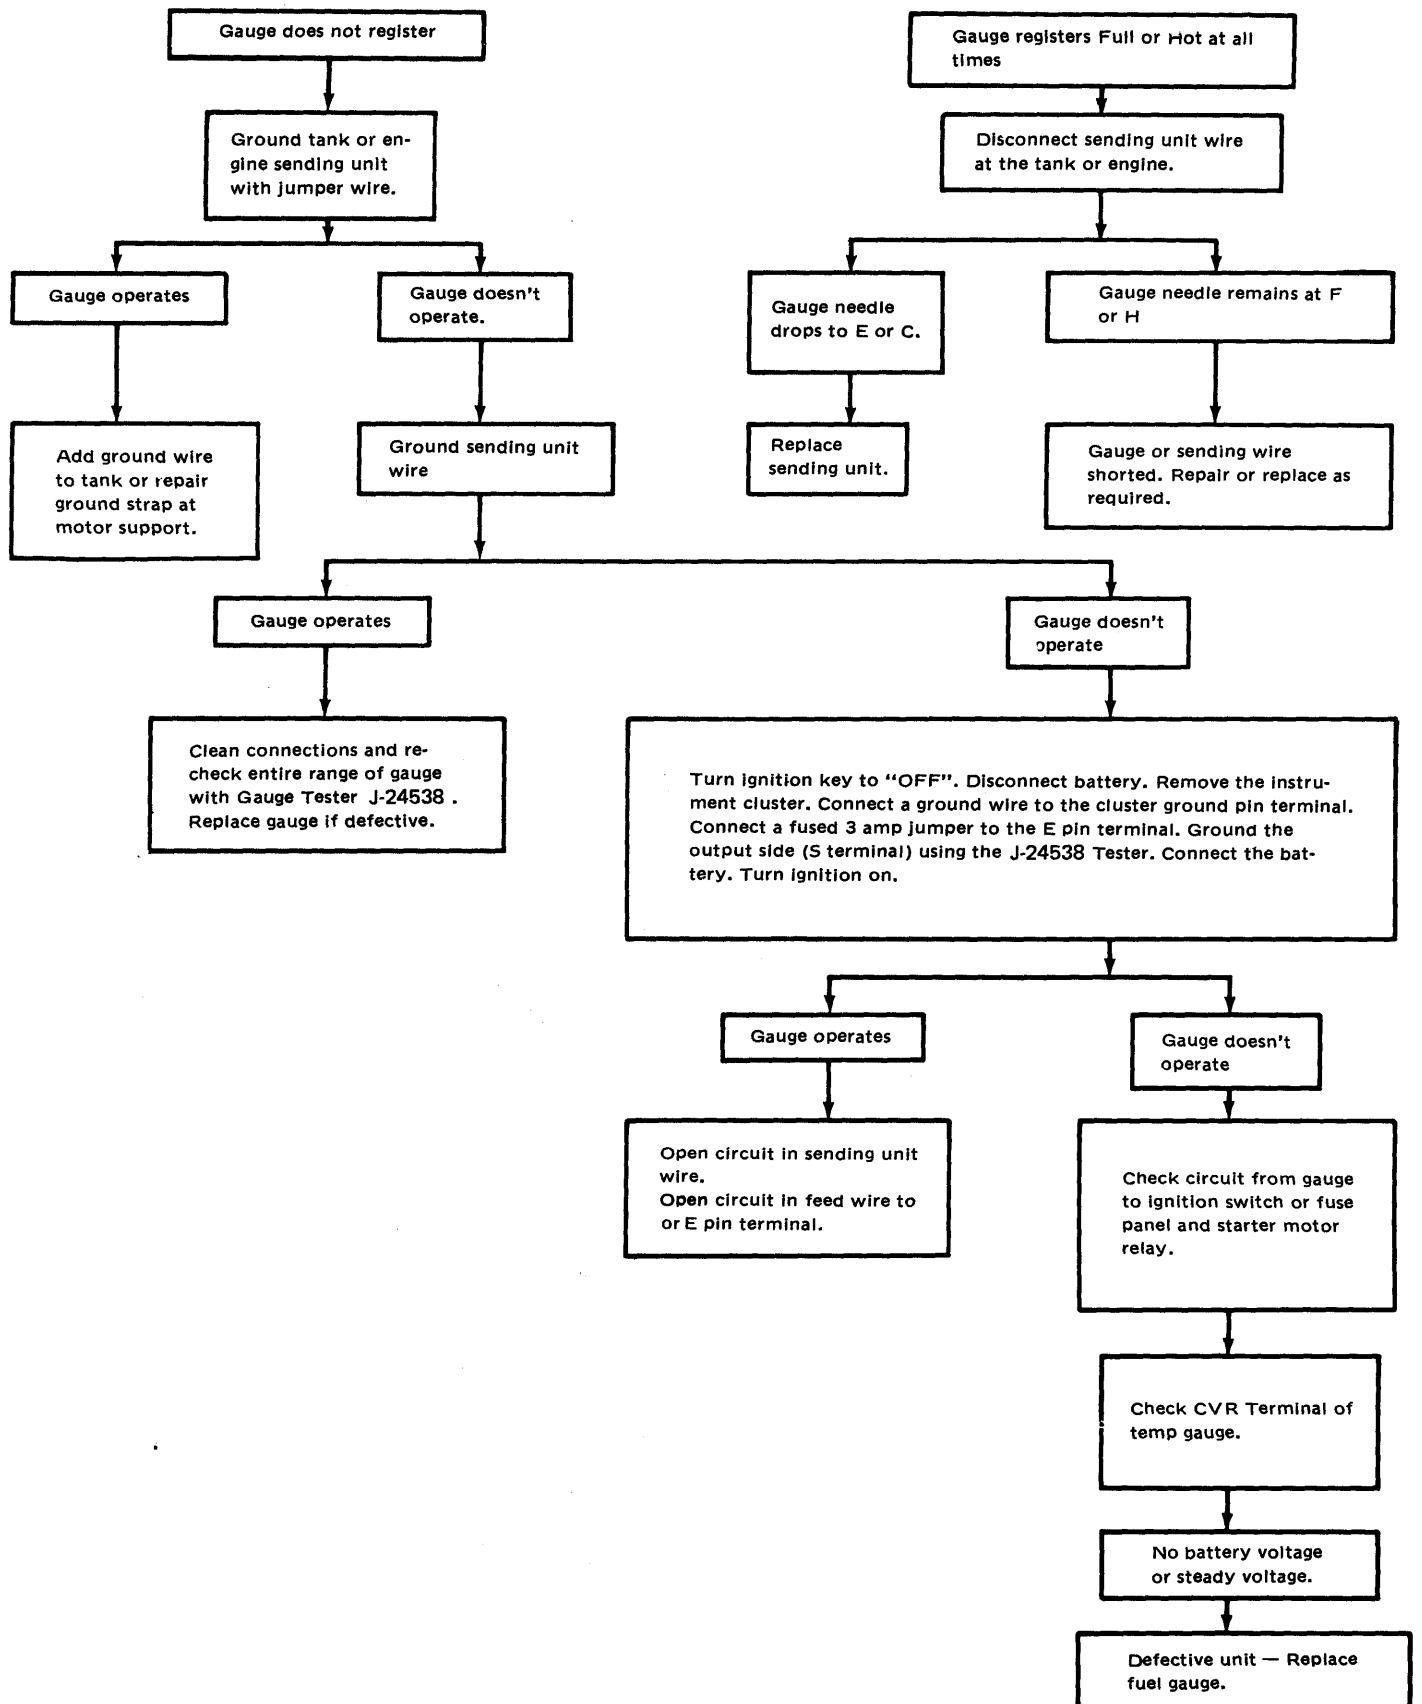 Gauge does not register
Gauge registers Full or Hot at all
times
Ground tank or en-
gine sending unit
with jumper wire.
Disconnect sending unit wire
at the tank or engine.
Gauge operates
Gauge doesn't
operate.
Gauge needle
drops to E or C.
Gauge needle remains at F
or H
Add ground wire
to tank or repair
ground strap at
motor support.
Ground sending unit
wire
Replace
sending unit.
Gauge or sending wire
shorted. Repair or replace as
required.
Gauge operates
Gauge doesn't
operate
Clean connections and re-
check entire range of gauge
with Gauge Tester J-24538 .
Replace gauge if defective.
Turn ignition key to "OFF". Disconnect battery. Remove the instru-
ment cluster. Connect a ground wire to the cluster ground pin terminal.
Connect a fused 3 amp jumper to the E pin terminal. Ground the
output side (S terminal) using the J-24538 Tester. Connect the bat-
tery. Turn ignition on.
Gauge operates
Gauge doesn't
operate
Open circuit in sending unit
wire.
Open circuit in feed wire to
or E pin terminal.
Check circuit from gauge
to ignition switch or fuse
panel and starter motor
relay.
Check CVR Terminal of
temp gauge.
No battery voltage
or steady voltage.
Defective unit — Replace
fuel gauge.